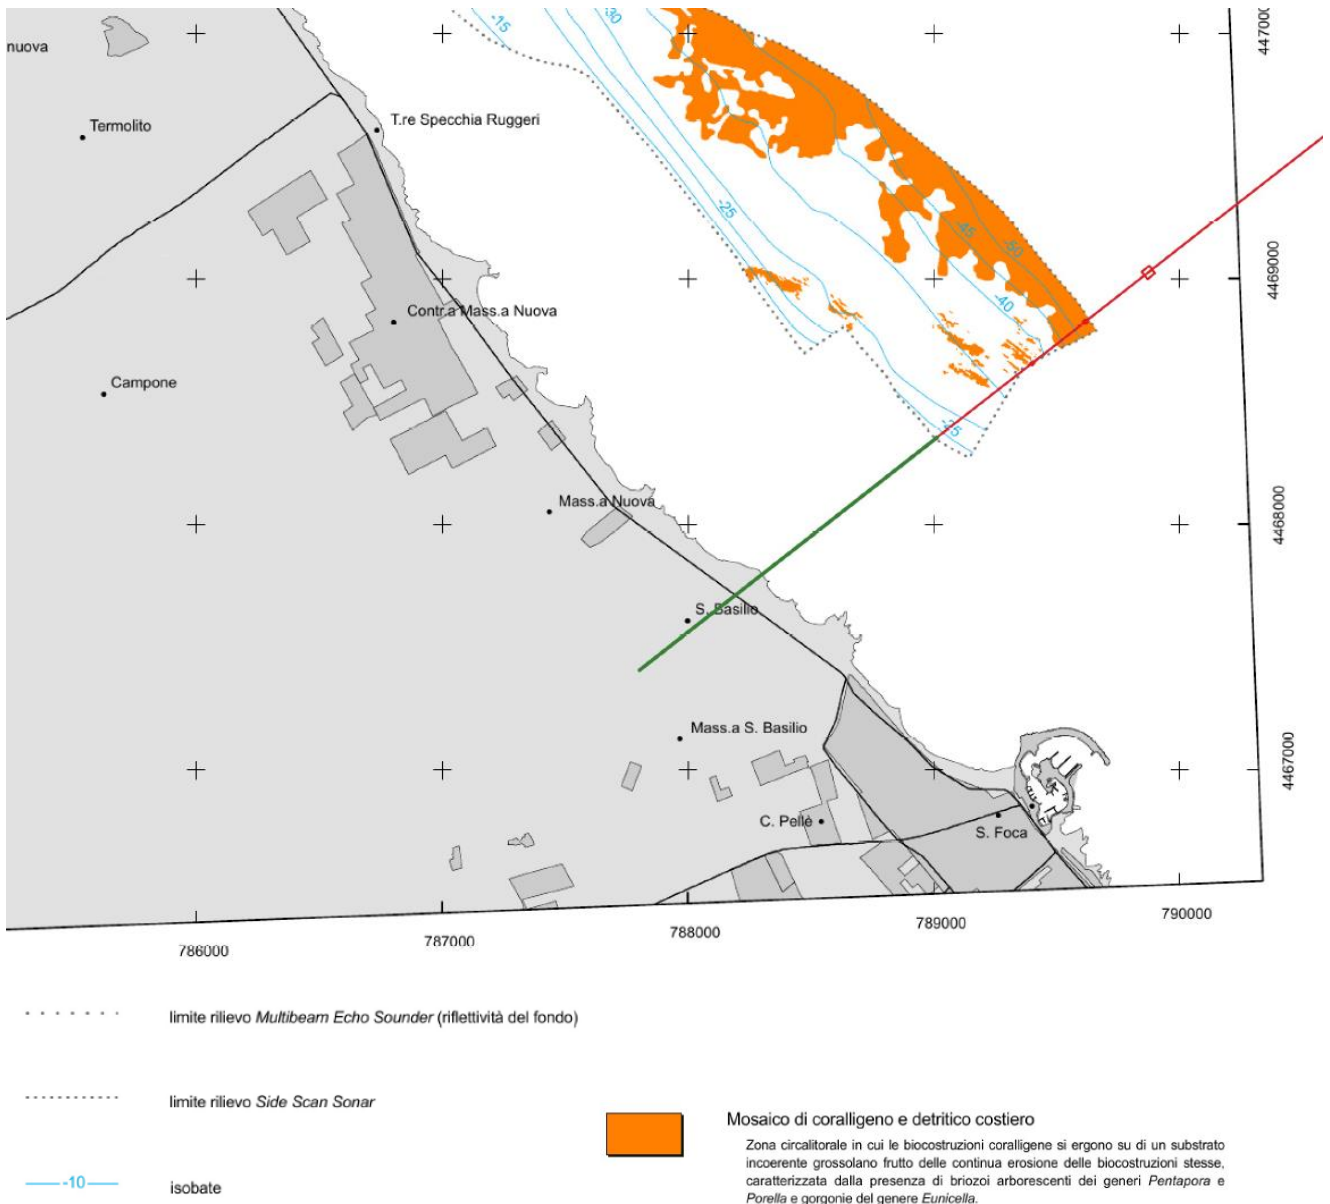 -15
-30
4470000
nuova
Termolito
T.re Specchia Ruggeri
-25
-45
-50
4469000
-40
Contr.a Mass.a Nuova
Campone
-25
Mass.a Nuova
4468000
S. Basilio
Mass.a S. Basilio
4467000
C. Pellè
S. Foca
786000
787000
788000
789000
790000
limite rilievo Multibeam Echo Sounder (riflettività del fondo)
limite rilievo Side Scan Sonar
-10
isobate
Mosaico di coralligeno e detritico costiero
Zona circalitorale in cui le biocostruzioni coralligene si ergono su di un substrato
incoerente grossolano frutto delle continua erosione delle biocostruzioni stesse,
caratterizzata dalla presenza di briozoi arborescenti dei generi Pentapora e
Porella e gorgonie del genere Eunicella.